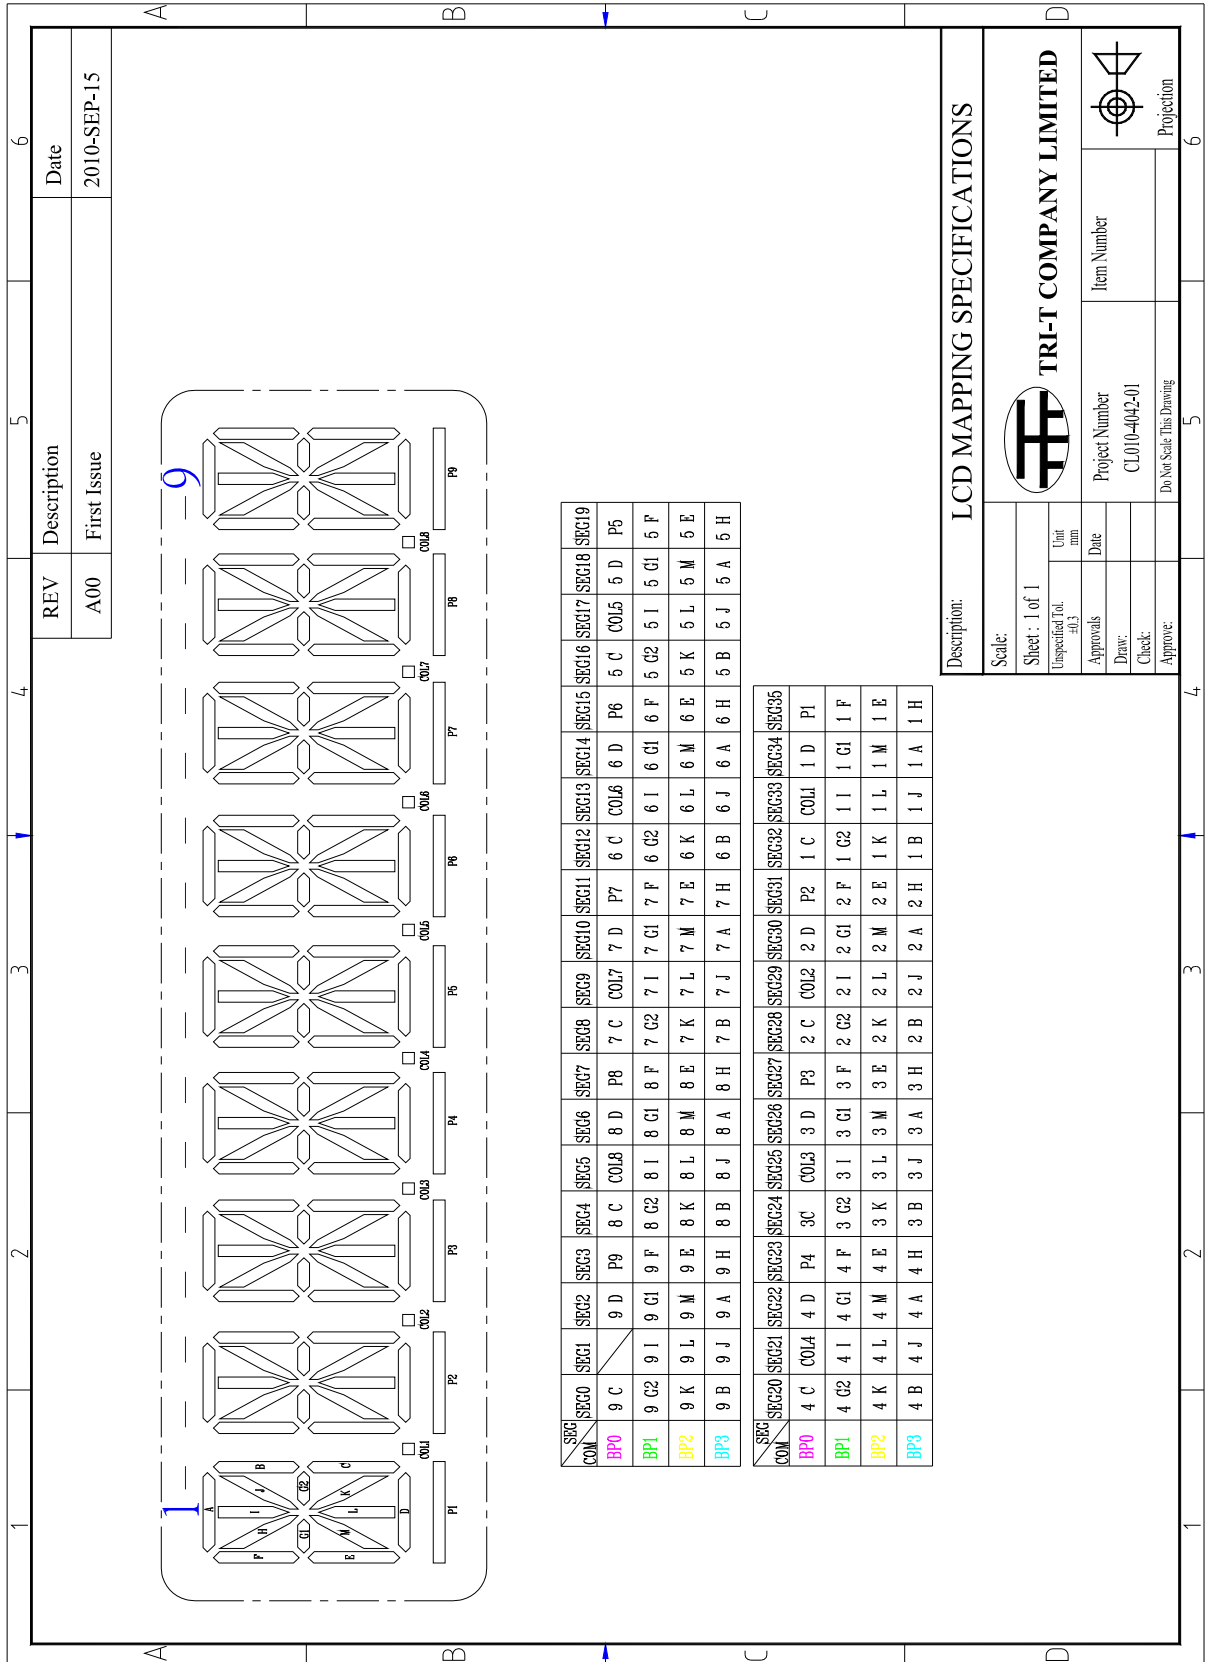 1 2 3 4 5 6
A
B
C
D
REV Description Date
A00 First Issue 2010-SEP-15
1 9
A
F H I J B
G1 G2
E M L K C
D
COL1 COL2 COL3 COL4 COL5 COL6 COL7 COL8
P1 P2 P3 P4 P5 P6 P7 P8 P9
SEG COM SEG0 SEG1 SEG2 SEG3 SEG4 SEG5 SEG6 SEG7 SEG8 SEG9 SEG10 SEG11 SEG12 SEG13 SEG14 SEG15 SEG16 SEG17 SEG18 SEG19
BP0 9 C 9 D P9 8 C COL8 8 D P8 7 C COL7 7 D P7 6 C COL6 6 D P6 5 C COL5 5 D P5
BP1 9 G2 9 I 9 G1 9 F 8 G2 8 I 8 G1 8 F 7 G2 7 I 7 G1 7 F 6 G2 6 I 6 G1 6 F 5 G2 5 I 5 G1 5 F
BP2 9 K 9 L 9 M 9 E 8 K 8 L 8 M 8 E 7 K 7 L 7 M 7 E 6 K 6 L 6 M 6 E 5 K 5 L 5 M 5 E
BP3 9 B 9 J 9 A 9 H 8 B 8 J 8 A 8 H 7 B 7 J 7 A 7 H 6 B 6 J 6 A 6 H 5 B 5 J 5 A 5 H
SEG COM SEG20 SEG21 SEG22 SEG23 SEG24 SEG25 SEG26 SEG27 SEG28 SEG29 SEG30 SEG31 SEG32 SEG33 SEG34 SEG35
BP0 4 C COL4 4 D P4 3C COL3 3 D P3 2 C COL2 2 D P2 1 C COL1 1 D P1
BP1 4 G2 4 I 4 G1 4 F 3 G2 3 I 3 G1 3 F 2 G2 2 I 2 G1 2 F 1 G2 1 I 1 G1 1 F
BP2 4 K 4 L 4 M 4 E 3 K 3 L 3 M 3 E 2 K 2 L 2 M 2 E 1 K 1 L 1 M 1 E
BP3 4 B 4 J 4 A 4 H 3 B 3 J 3 A 3 H 2 B 2 J 2 A 2 H 1 B 1 J 1 A 1 H
Description: LCD MAPPING SPECIFICATIONS
Scale:
Sheet : 1 of 1
TRI-T COMPANY LIMITED
Unspecified Tol. ±0.3
Unit mm
Approvals Date
Draw:
Check:
Approve:
Project Number
CL010-4042-01
Item Number
Do Not Scale This Drawing
Projection
A
B
C
D
1 2 3 4 5 6